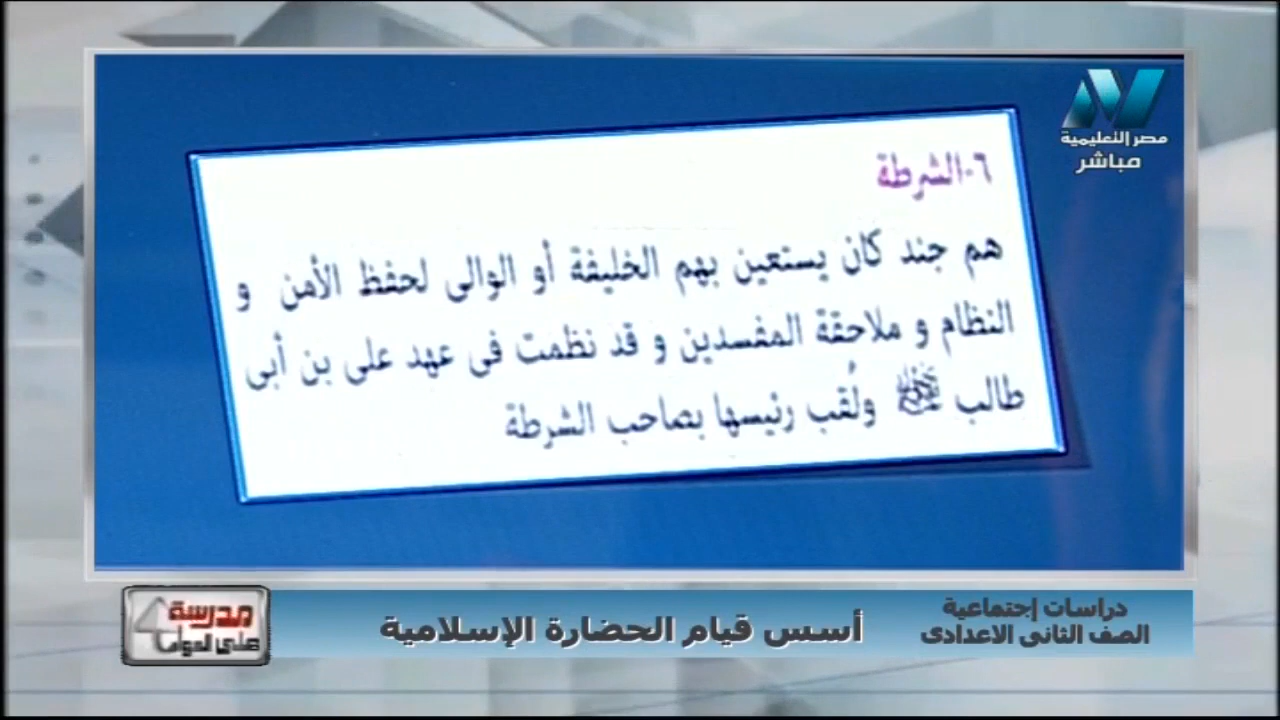 مصر التعليمية
مباشر
٦-الشرطة
هم جند كان يستعين بهم الخليفة أو الوالى لحفظ الأمن و
النظام و ملاحقة المفسدين و قد نظمت فى عهد على بن أبى
طالب ولُقب رئيسها بصاحب الشرطة
دراسات إجتماعية
الصف الثانى الاعدادى
أسس قيام الحضارة الإسلامية
مدرسة
على الهواء